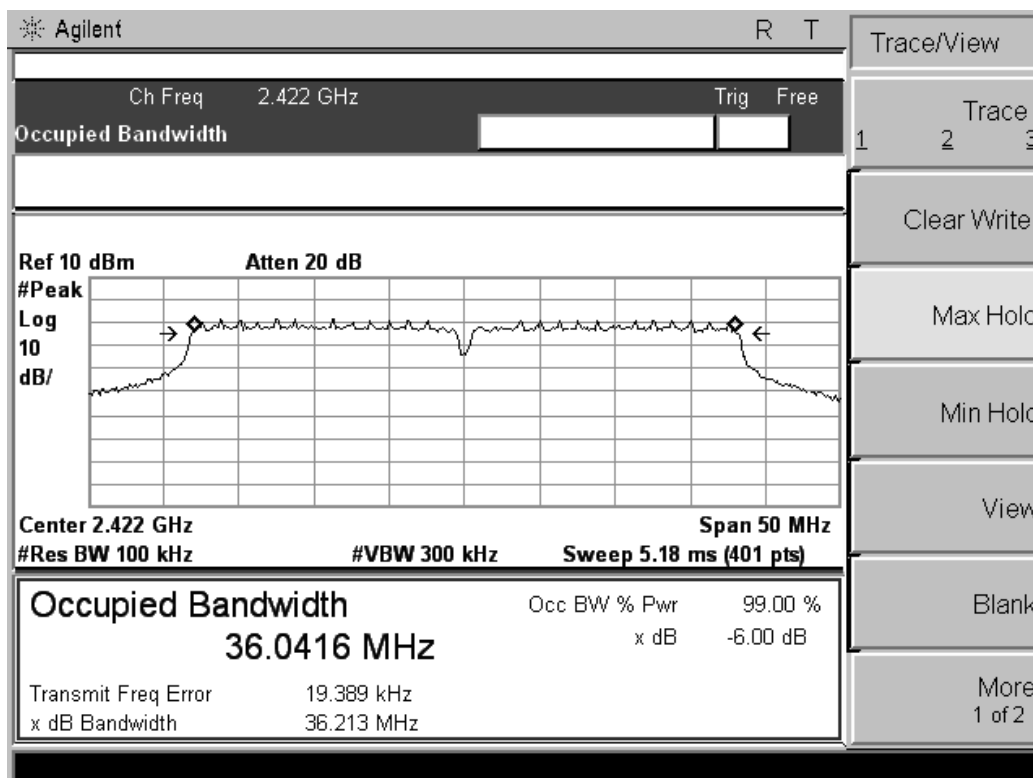 Agilent R T
Ch Freq 2.422 GHz Trig Free
Occupied Bandwidth
Ref 10 dBm Atten 20 dB
#Peak
Log
10
dB/
Center 2.422 GHz Span 50 MHz
#Res BW 100 kHz #VBW 300 kHz Sweep 5.18 ms (401 pts)
Occupied Bandwidth
36.0416 MHz
Occ BW % Pwr 99.00 %
x dB -6.00 dB
Transmit Freq Error 19.389 kHz
x dB Bandwidth 36.213 MHz
Trace/View
Trace
1 2 3
Clear Write
Max Hold
Min Hold
View
Blank
More
1 of 2